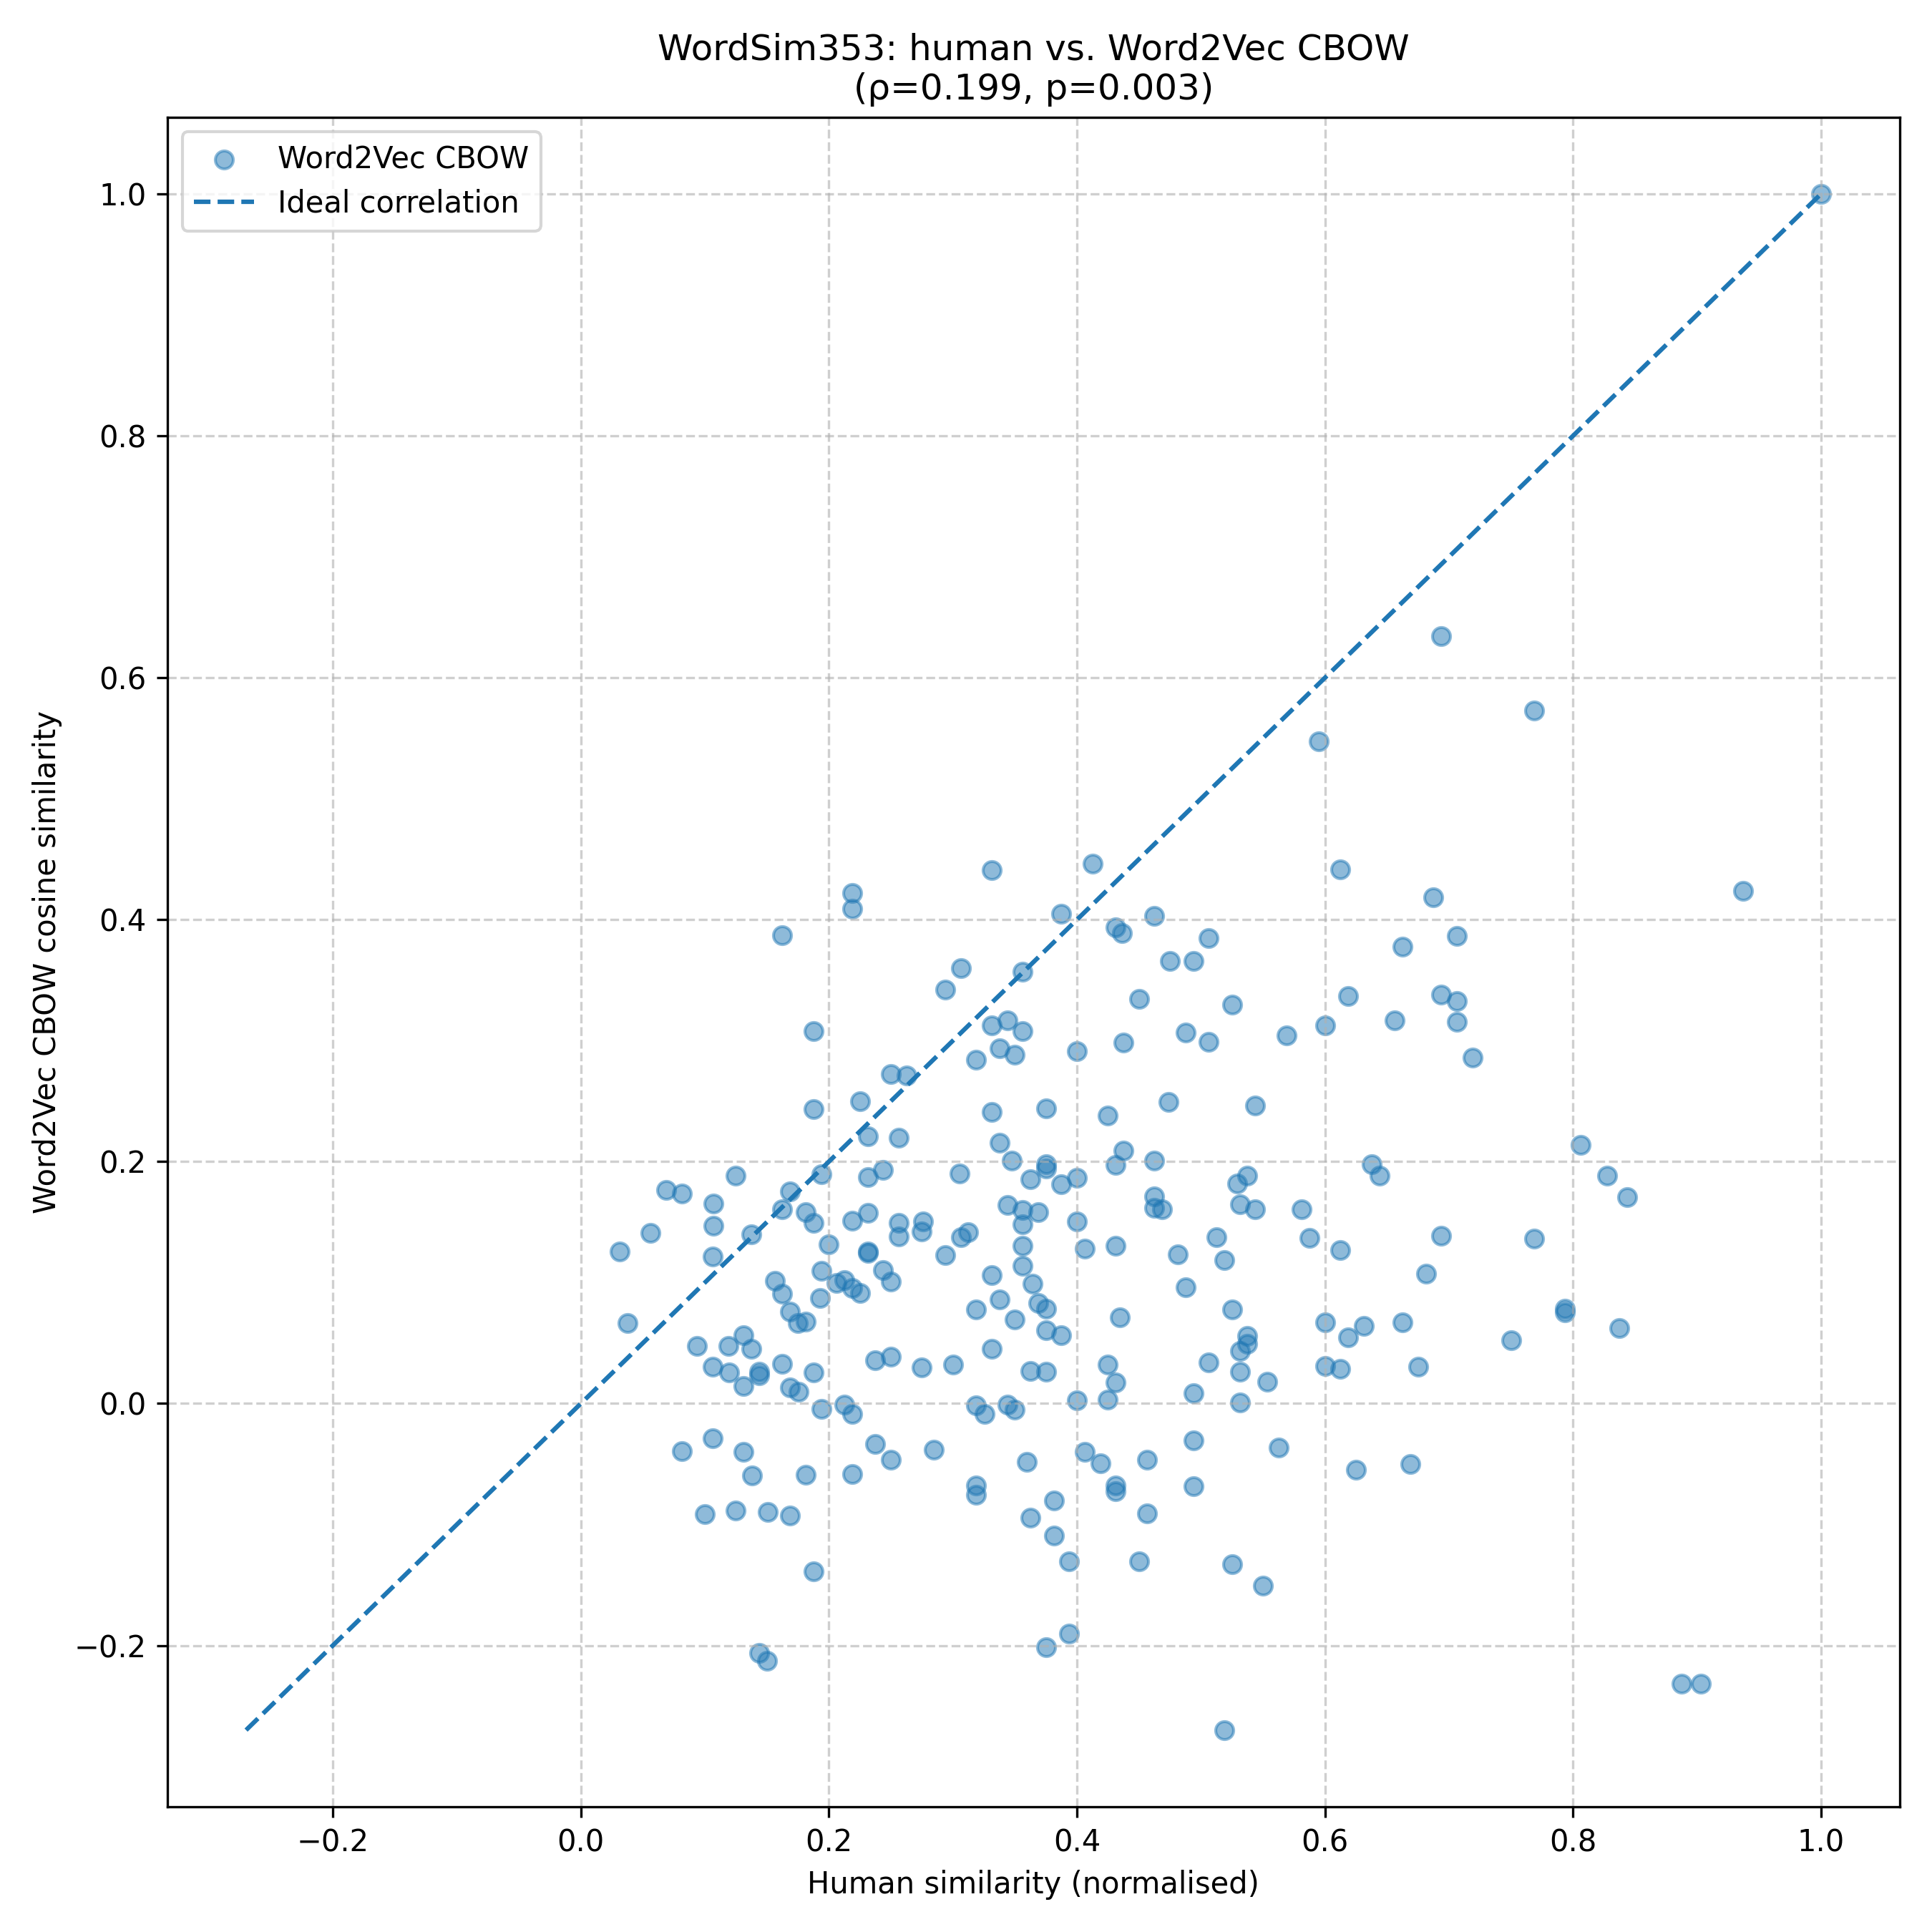 WordSim353: human vs. Word2Vec CBOW
(ρ=0.199, p=0.003)
Word2Vec CBOW
Ideal correlation
1.0
0.8
0.6
0.4
0.2
0.0
−0.2
Word2Vec CBOW cosine similarity
−0.2
0.0
0.2
0.4
0.6
0.8
1.0
Human similarity (normalised)